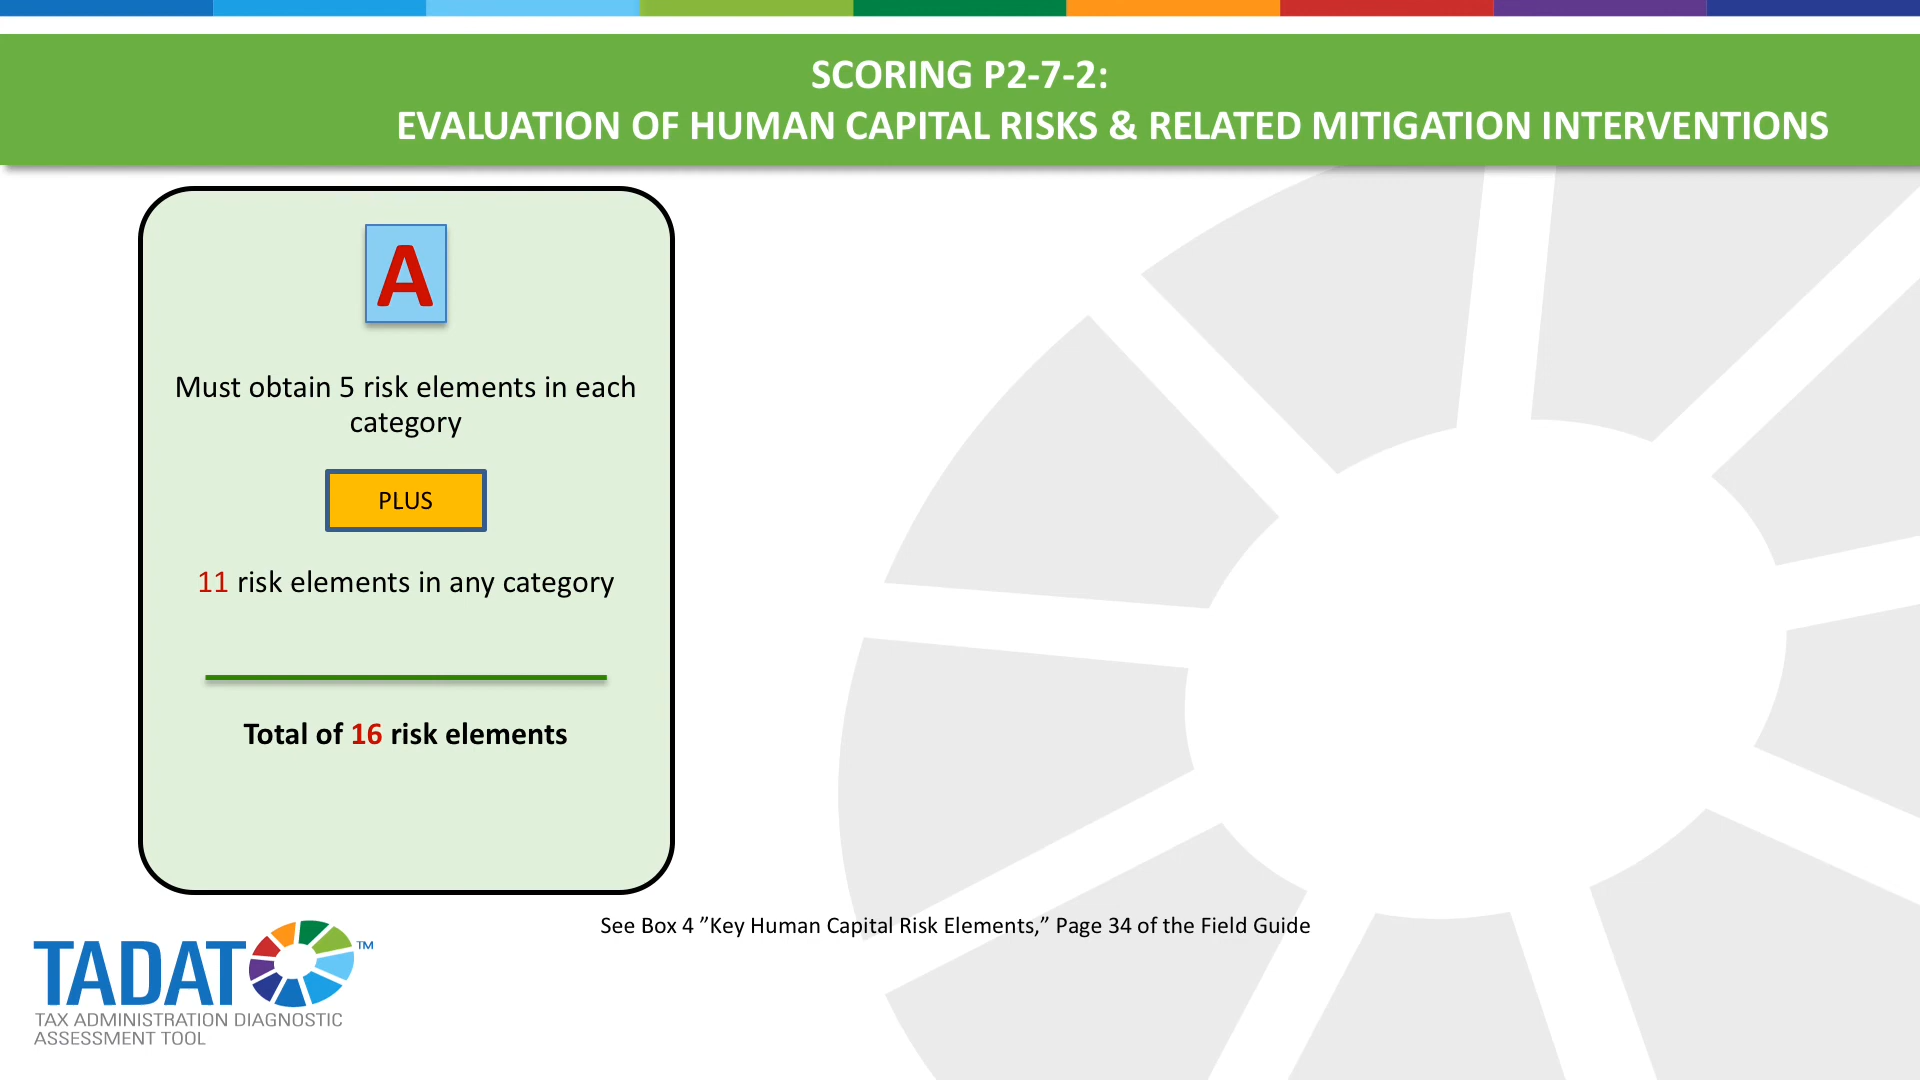 SCORING P2-7-2:
EVALUATION OF HUMAN CAPITAL RISKS & RELATED MITIGATION INTERVENTIONS
A
Must obtain 5 risk elements in each
category
PLUS
11 risk elements in any category
Total of 16 risk elements
See Box 4 ”Key Human Capital Risk Elements,” Page 34 of the Field Guide
TADAT™
TAX ADMINISTRATION DIAGNOSTIC
ASSESSMENT TOOL